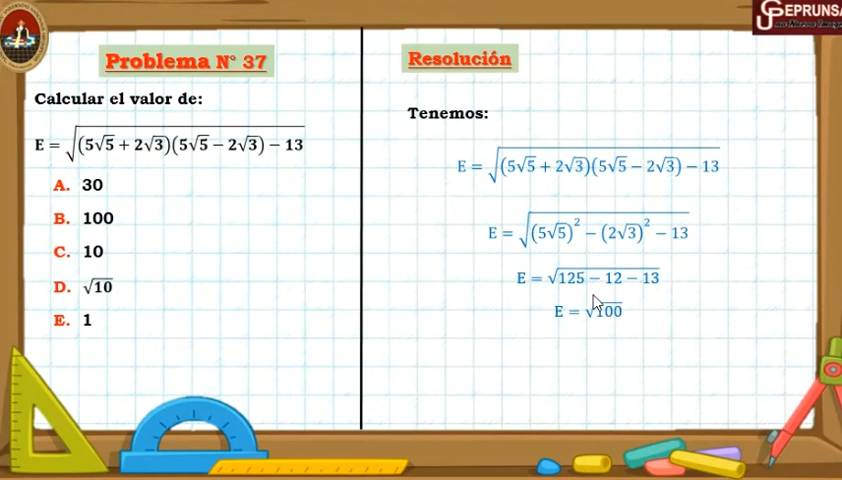 GEPRUNSA
Problema N° 37
Calcular el valor de:
E = √((5√5 + 2√3)(5√5 − 2√3) − 13)
A. 30
B. 100
C. 10
D. √10
E. 1
Resolución
Tenemos:
E = √((5√5 + 2√3)(5√5 − 2√3) − 13)
E = √((5√5)² − (2√3)² − 13)
E = √(125 − 12 − 13)
E = √100